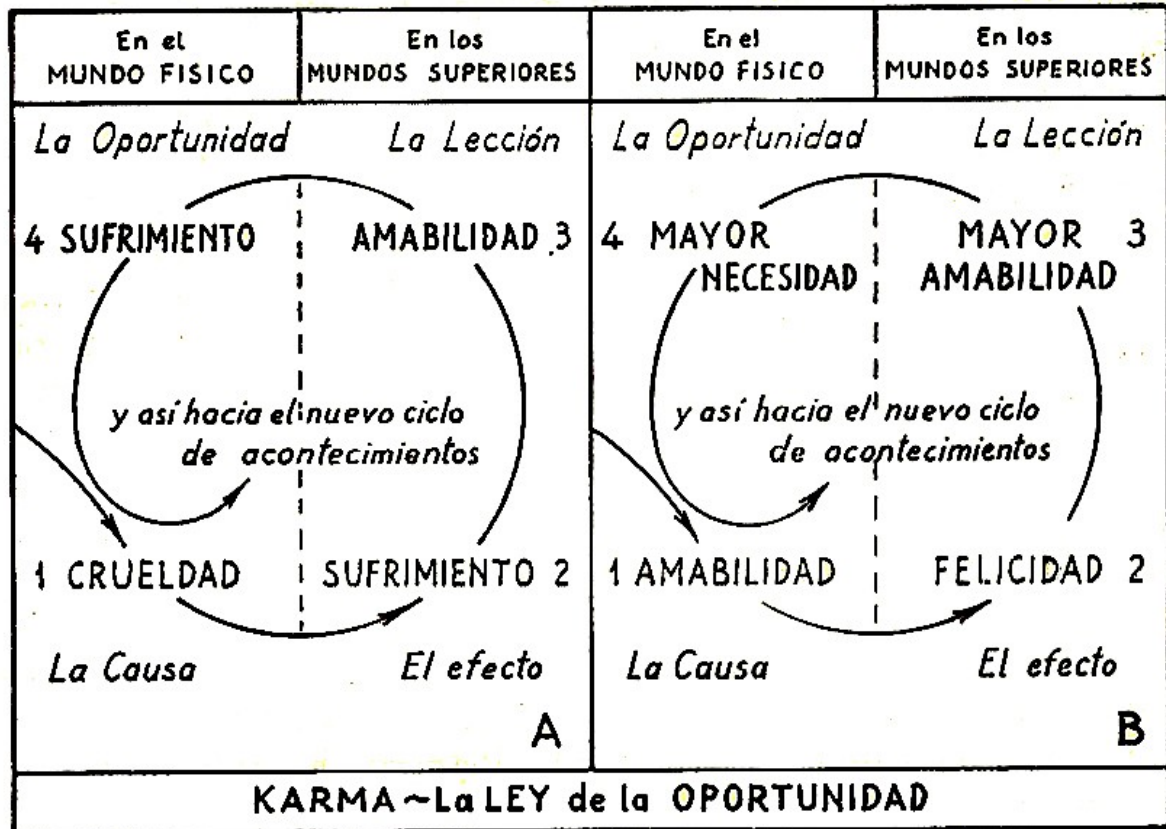 En el
MUNDO FISICO
En los
MUNDOS SUPERIORES
La Oportunidad
La Lección
4 SUFRIMIENTO
AMABILIDAD 3
y así hacia el nuevo ciclo
de acontecimientos
1 CRUELDAD
SUFRIMIENTO 2
La Causa
El efecto
A
En el
MUNDO FISICO
En los
MUNDOS SUPERIORES
La Oportunidad
La Lección
4 MAYOR
NECESIDAD
MAYOR 3
AMABILIDAD
y así hacia el nuevo ciclo
de acontecimientos
1 AMABILIDAD
FELICIDAD 2
La Causa
El efecto
B
KARMA~La LEY de la OPORTUNIDAD